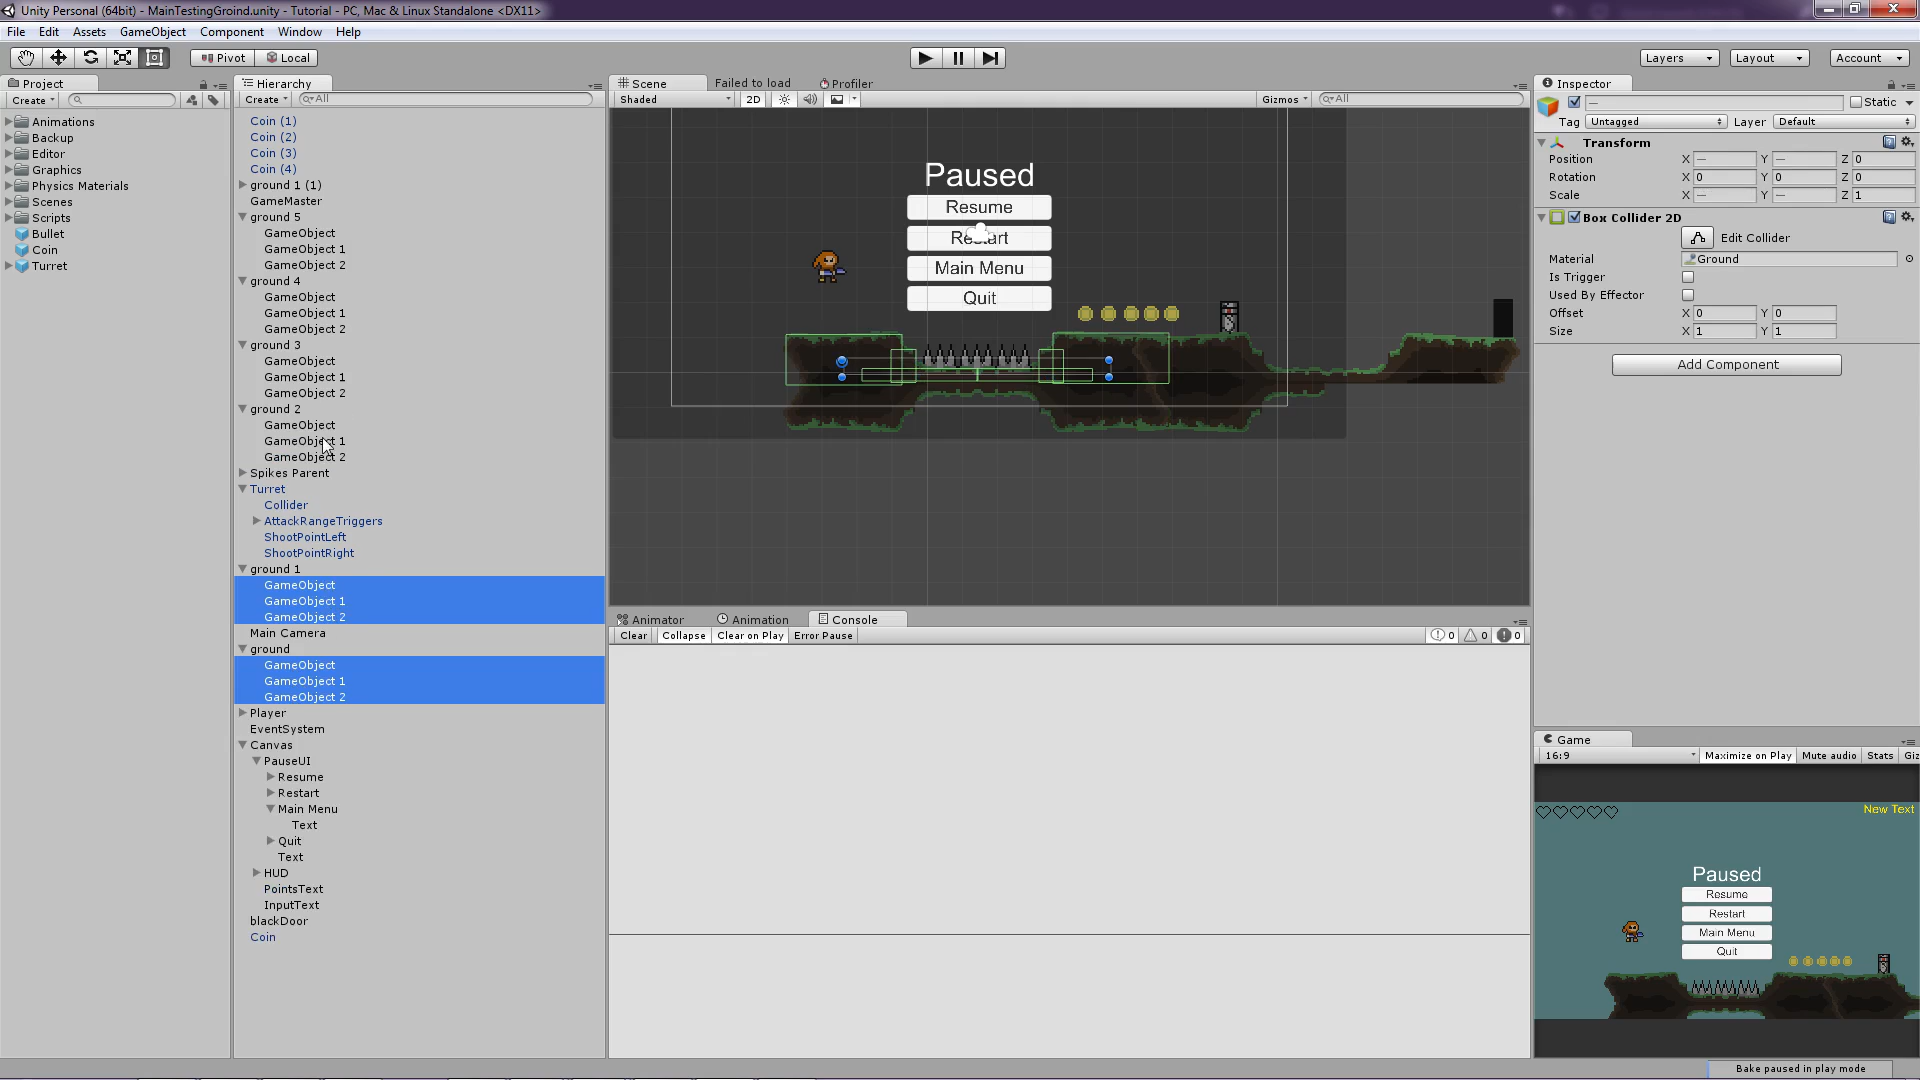 Unity Personal (64bit) - MainTestingGroind.unity - Tutorial - PC, Mac & Linux Standalone <DX11>
File Edit Assets GameObject Component Window Help
Pivot Local Layers Layout Account
Project
Create
Animations
Backup
Editor
Graphics
Physics Materials
Scenes
Scripts
Bullet
Coin
Turret
Hierarchy
Create All
Coin (1)
Coin (2)
Coin (3)
Coin (4)
ground 1 (1)
GameMaster
ground 5
GameObject
GameObject 1
GameObject 2
ground 4
GameObject
GameObject 1
GameObject 2
ground 3
GameObject
GameObject 1
GameObject 2
ground 2
GameObject
GameObject 1
GameObject 2
Spikes Parent
Turret
Collider
AttackRangeTriggers
ShootPointLeft
ShootPointRight
ground 1
GameObject
GameObject 1
GameObject 2
Main Camera
ground
GameObject
GameObject 1
GameObject 2
Player
EventSystem
Canvas
PauseUI
Resume
Restart
Main Menu
Text
Quit
Text
HUD
PointsText
InputText
blackDoor
Coin
Scene Failed to load Profiler
Shaded 2D Gizmos All
Paused
Resume
Restart
Main Menu
Quit
Animator Animation Console
Clear Collapse Clear on Play Error Pause 0 0 0
Inspector
— Static
Tag Untagged Layer Default
Transform
Position X — Y — Z 0
Rotation X 0 Y 0 Z 0
Scale X — Y — Z 1
Box Collider 2D
Edit Collider
Material Ground
Is Trigger
Used By Effector
Offset X 0 Y 0
Size X 1 Y 1
Add Component
Game
16:9 Maximize on Play Mute audio Stats Giz
New Text
Paused
Resume
Restart
Main Menu
Quit
Bake paused in play mode